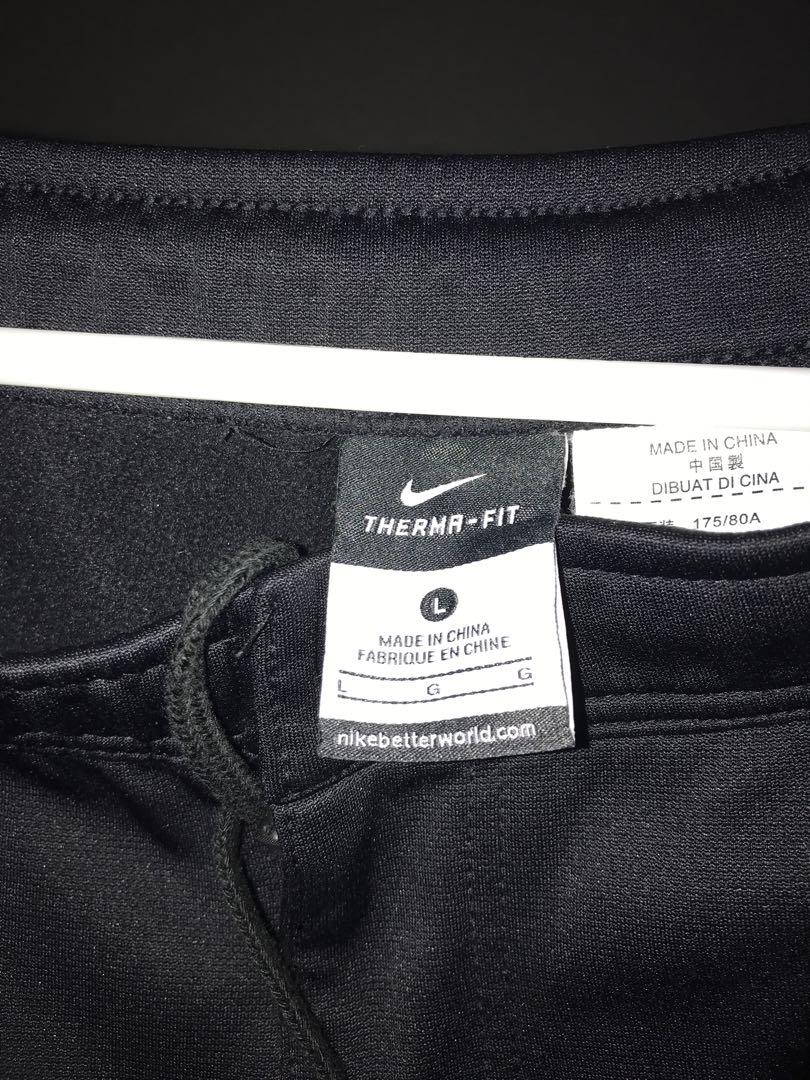 THERMA-FIT
L
MADE IN CHINA
FABRIQUE EN CHINE
L G G
nikebetterworld.com
MADE IN CHINA
中国製
DIBUAT DI CINA
175/80A